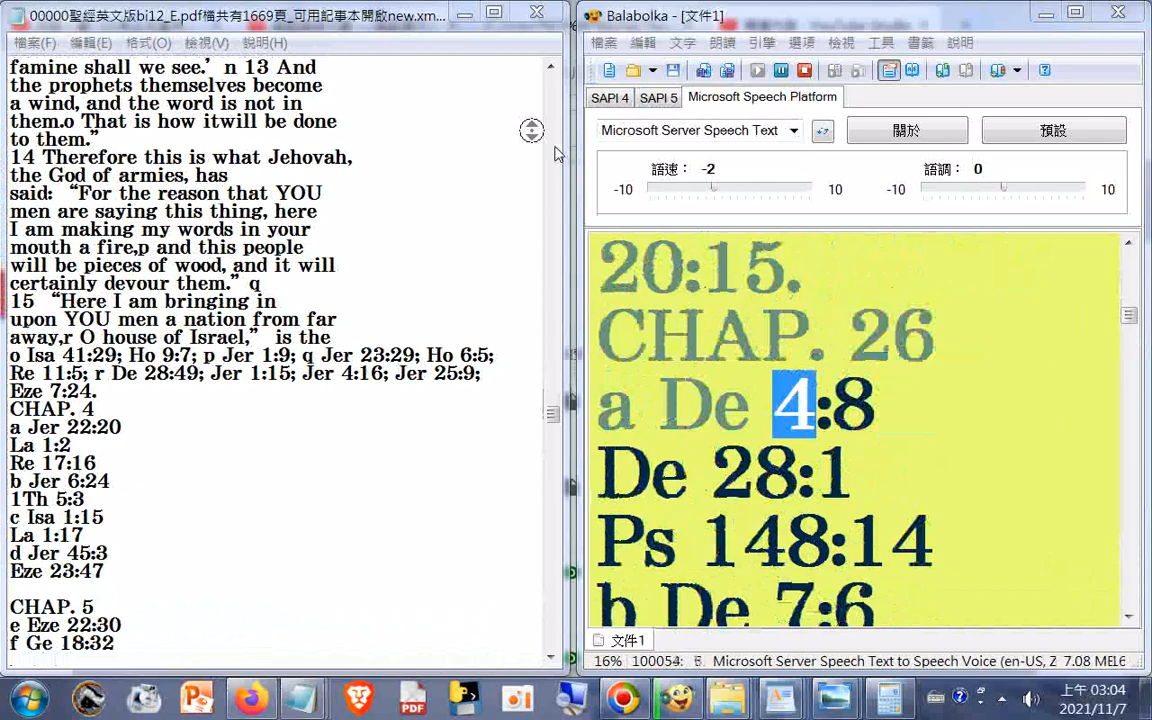 00000聖經英文版bi12_E.pdf檔共有1669頁_可用記事本開啟new.xm...
檔案(F) 編輯(E) 格式(O) 檢視(V) 說明(H)
famine shall we see.’ n 13 And
the prophets themselves become
a wind, and the word is not in
them.o That is how itwill be done
to them.”
14 Therefore this is what Jehovah,
the God of armies, has
said: “For the reason that YOU
men are saying this thing, here
I am making my words in your
mouth a fire,p and this people
will be pieces of wood, and it will
certainly devour them.” q
15 “Here I am bringing in
upon YOU men a nation from far
away,r O house of Israel,” is the
o Isa 41:29; Ho 9:7; p Jer 1:9; q Jer 23:29; Ho 6:5;
Re 11:5; r De 28:49; Jer 1:15; Jer 4:16; Jer 25:9;
Eze 7:24.
CHAP. 4
a Jer 22:20
La 1:2
Re 17:16
b Jer 6:24
1Th 5:3
c Isa 1:15
La 1:17
d Jer 45:3
Eze 23:47
CHAP. 5
e Eze 22:30
f Ge 18:32
Balabolka - [文件1]
檔案 編輯 文字 朗讀 引擎 選項 檢視 工具 書籤 說明
SAPI 4 SAPI 5 Microsoft Speech Platform
Microsoft Server Speech Text 關於 預設
語速: -2 語調: 0
-10 10 -10 10
20:15.
CHAP. 26
a De 4:8
De 28:1
Ps 148:14
b De 7:6
文件1
16% Microsoft Server Speech Text to Speech Voice (en-US, Z 7.08
PDF
上午 03:04
2021/11/7